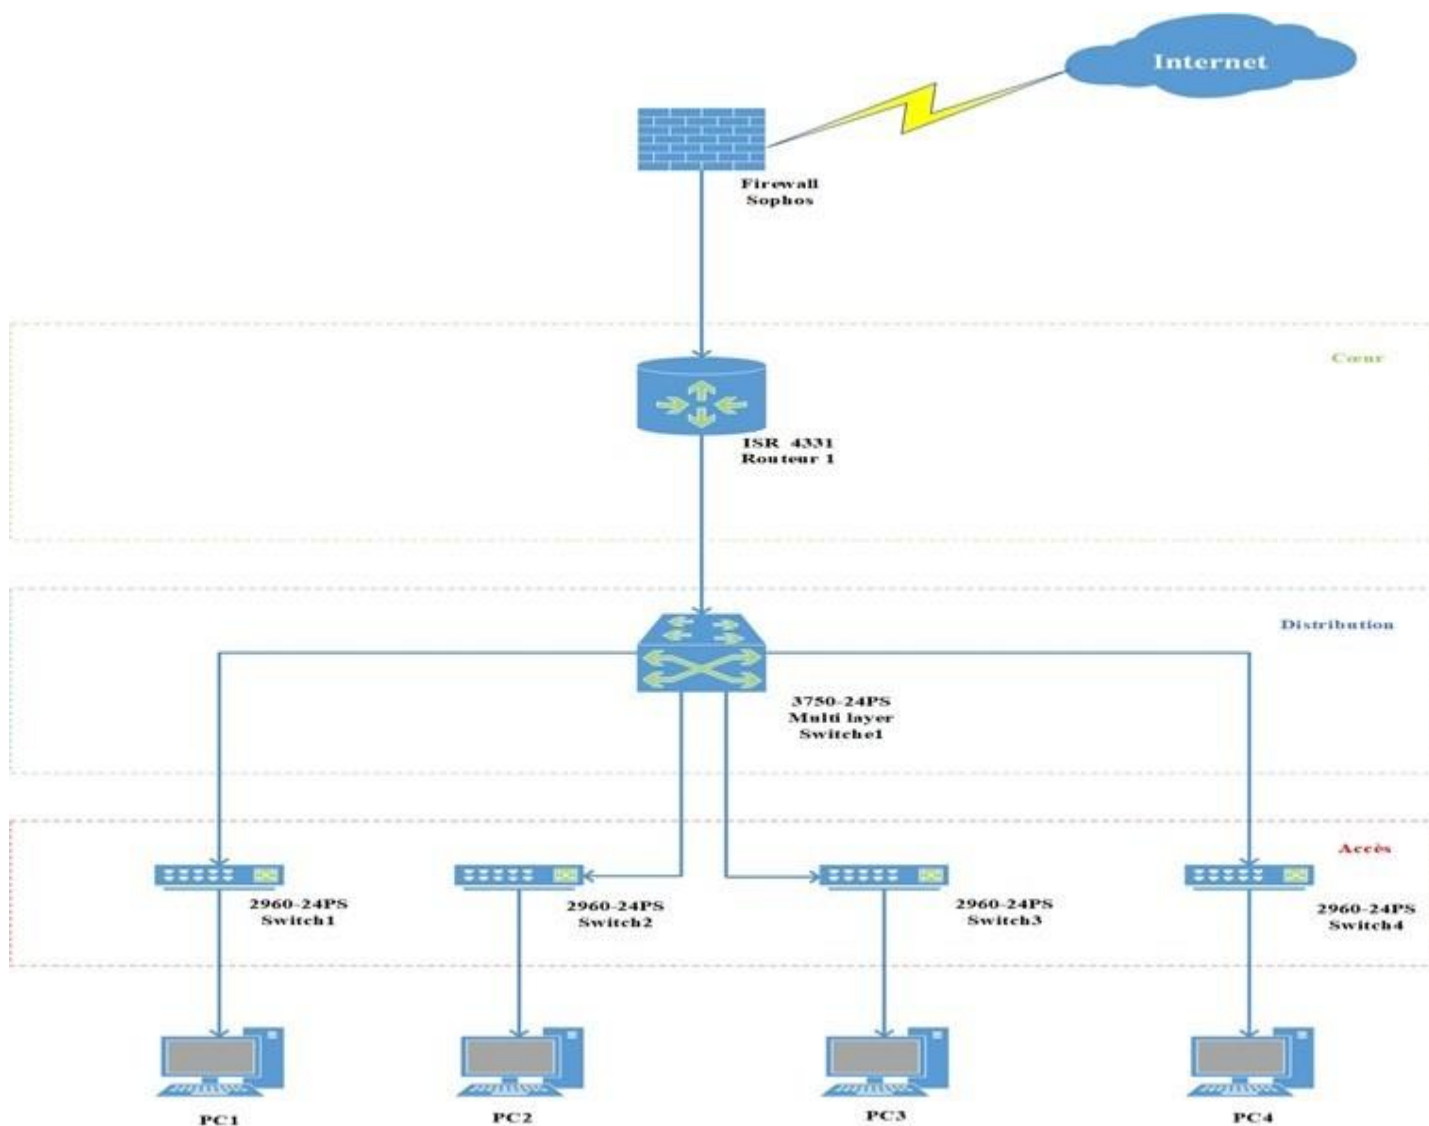 Internet
Firewall
Sophos
Cœur
ISR 4331
Routeur 1
Distribution
3750-24PS
Multi layer
Switche1
Accès
2960-24PS
Switch1
2960-24PS
Switch2
2960-24PS
Switch3
2960-24PS
Switch4
PC1
PC2
PC3
PC4